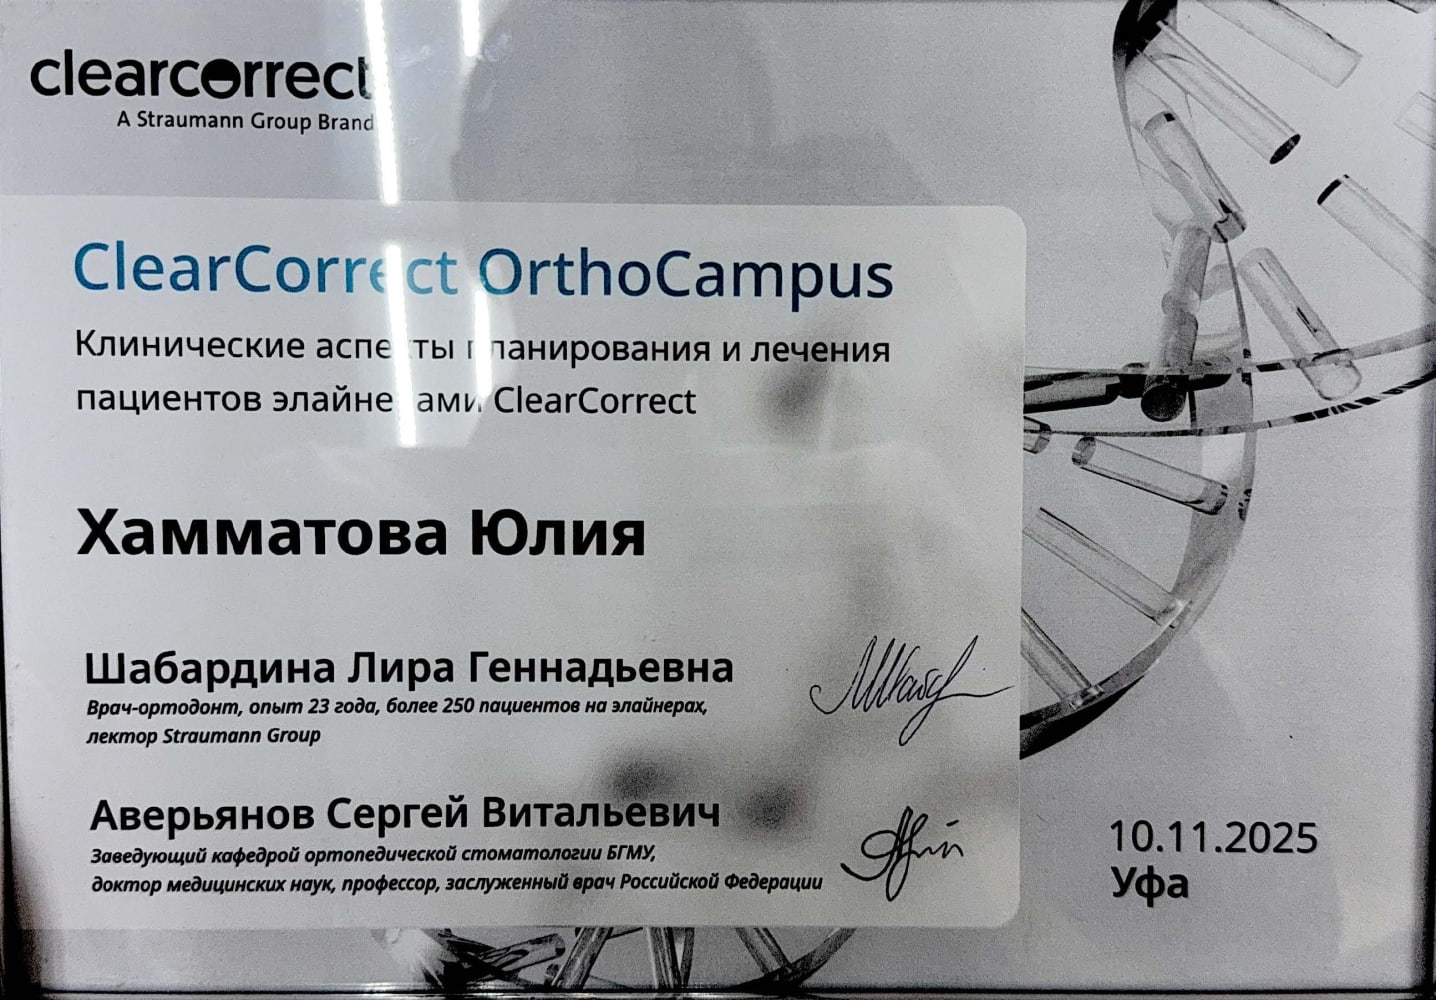 clearcorrect
A Straumann Group Brand
ClearCorrect OrthoCampus
Клинические аспекты планирования и лечения
пациентов элайнерами ClearCorrect
Хамматова Юлия
Шабардина Лира Геннадьевна
Врач-ортодонт, опыт 23 года, более 250 пациентов на элайнерах,
лектор Straumann Group
Аверьянов Сергей Витальевич
Заведующий кафедрой ортопедической стоматологии БГМУ,
доктор медицинских наук, профессор, заслуженный врач Российской Федерации
10.11.2025
Уфа